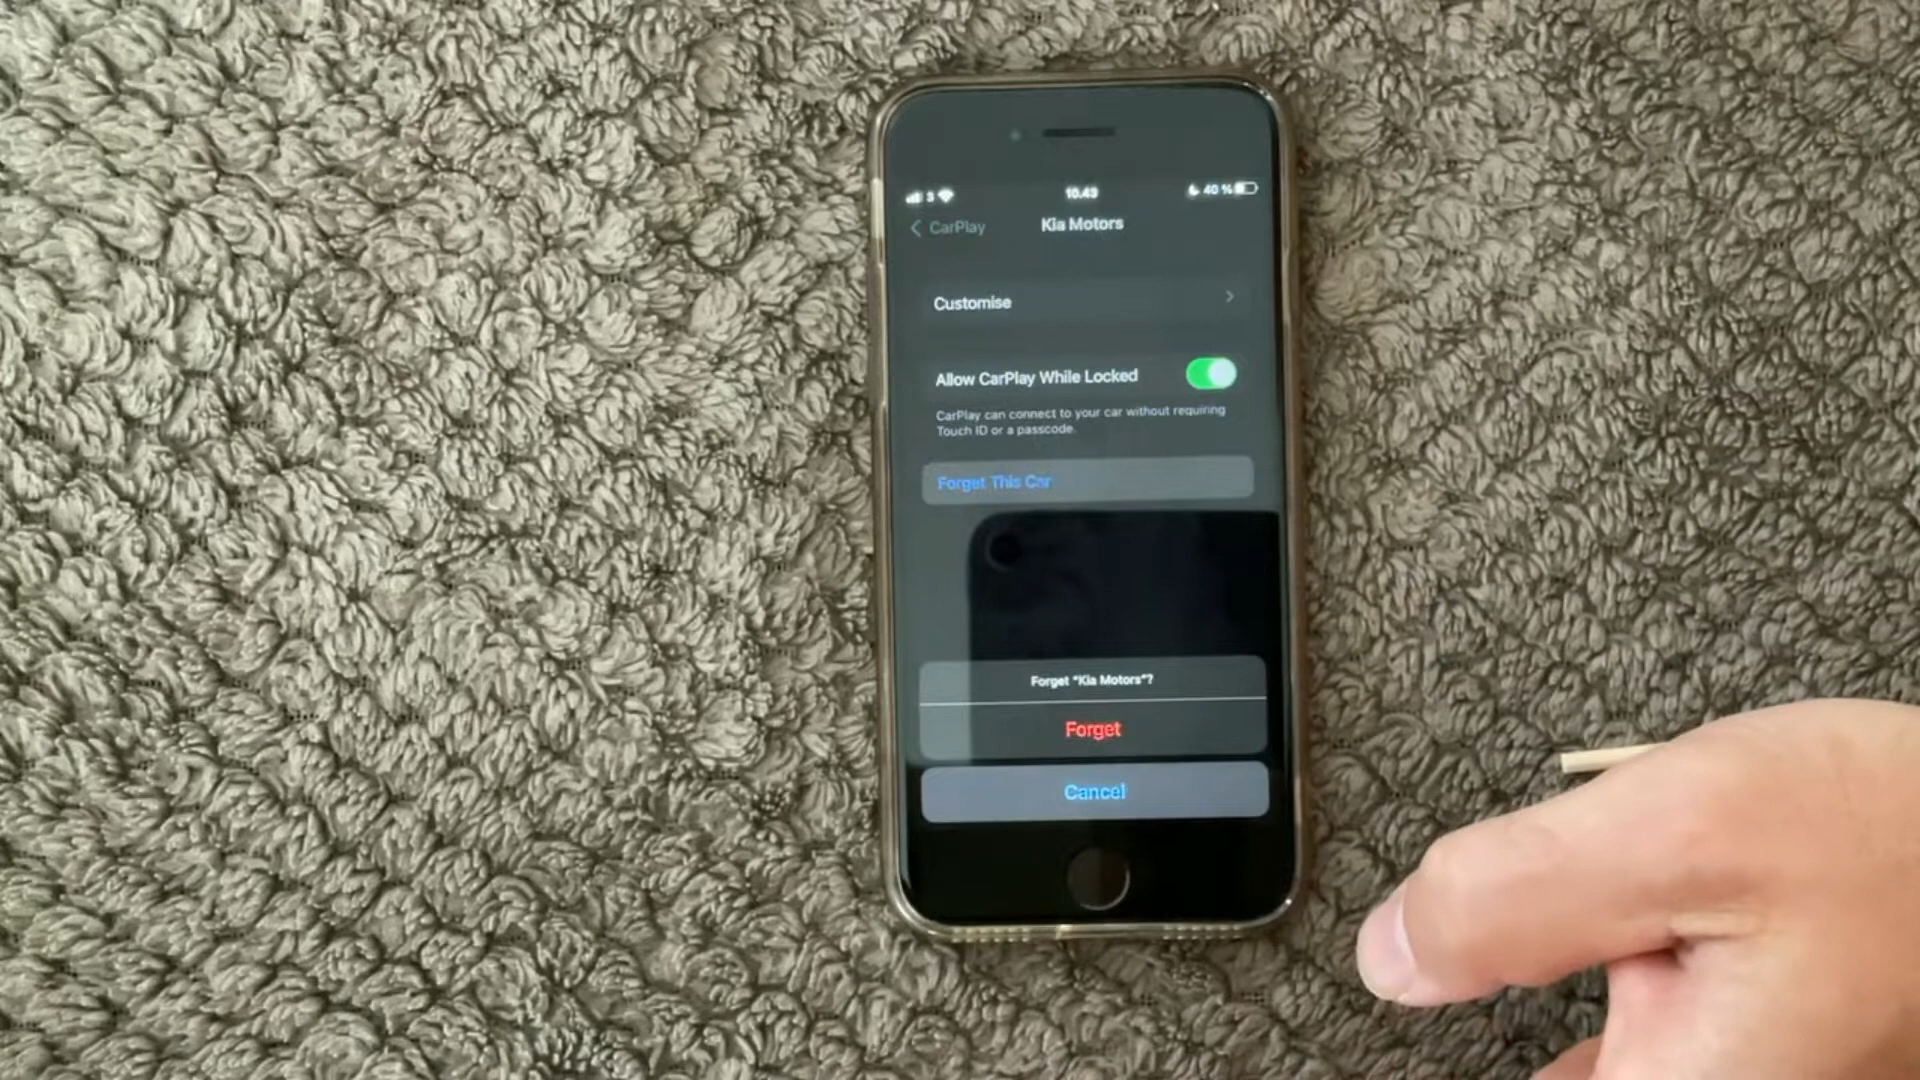 3 10.43 40 %
CarPlay Kia Motors
Customise
Allow CarPlay While Locked
CarPlay can connect to your car without requiring
Touch ID or a passcode.
Forget This Car
Forget "Kia Motors"?
Forget
Cancel